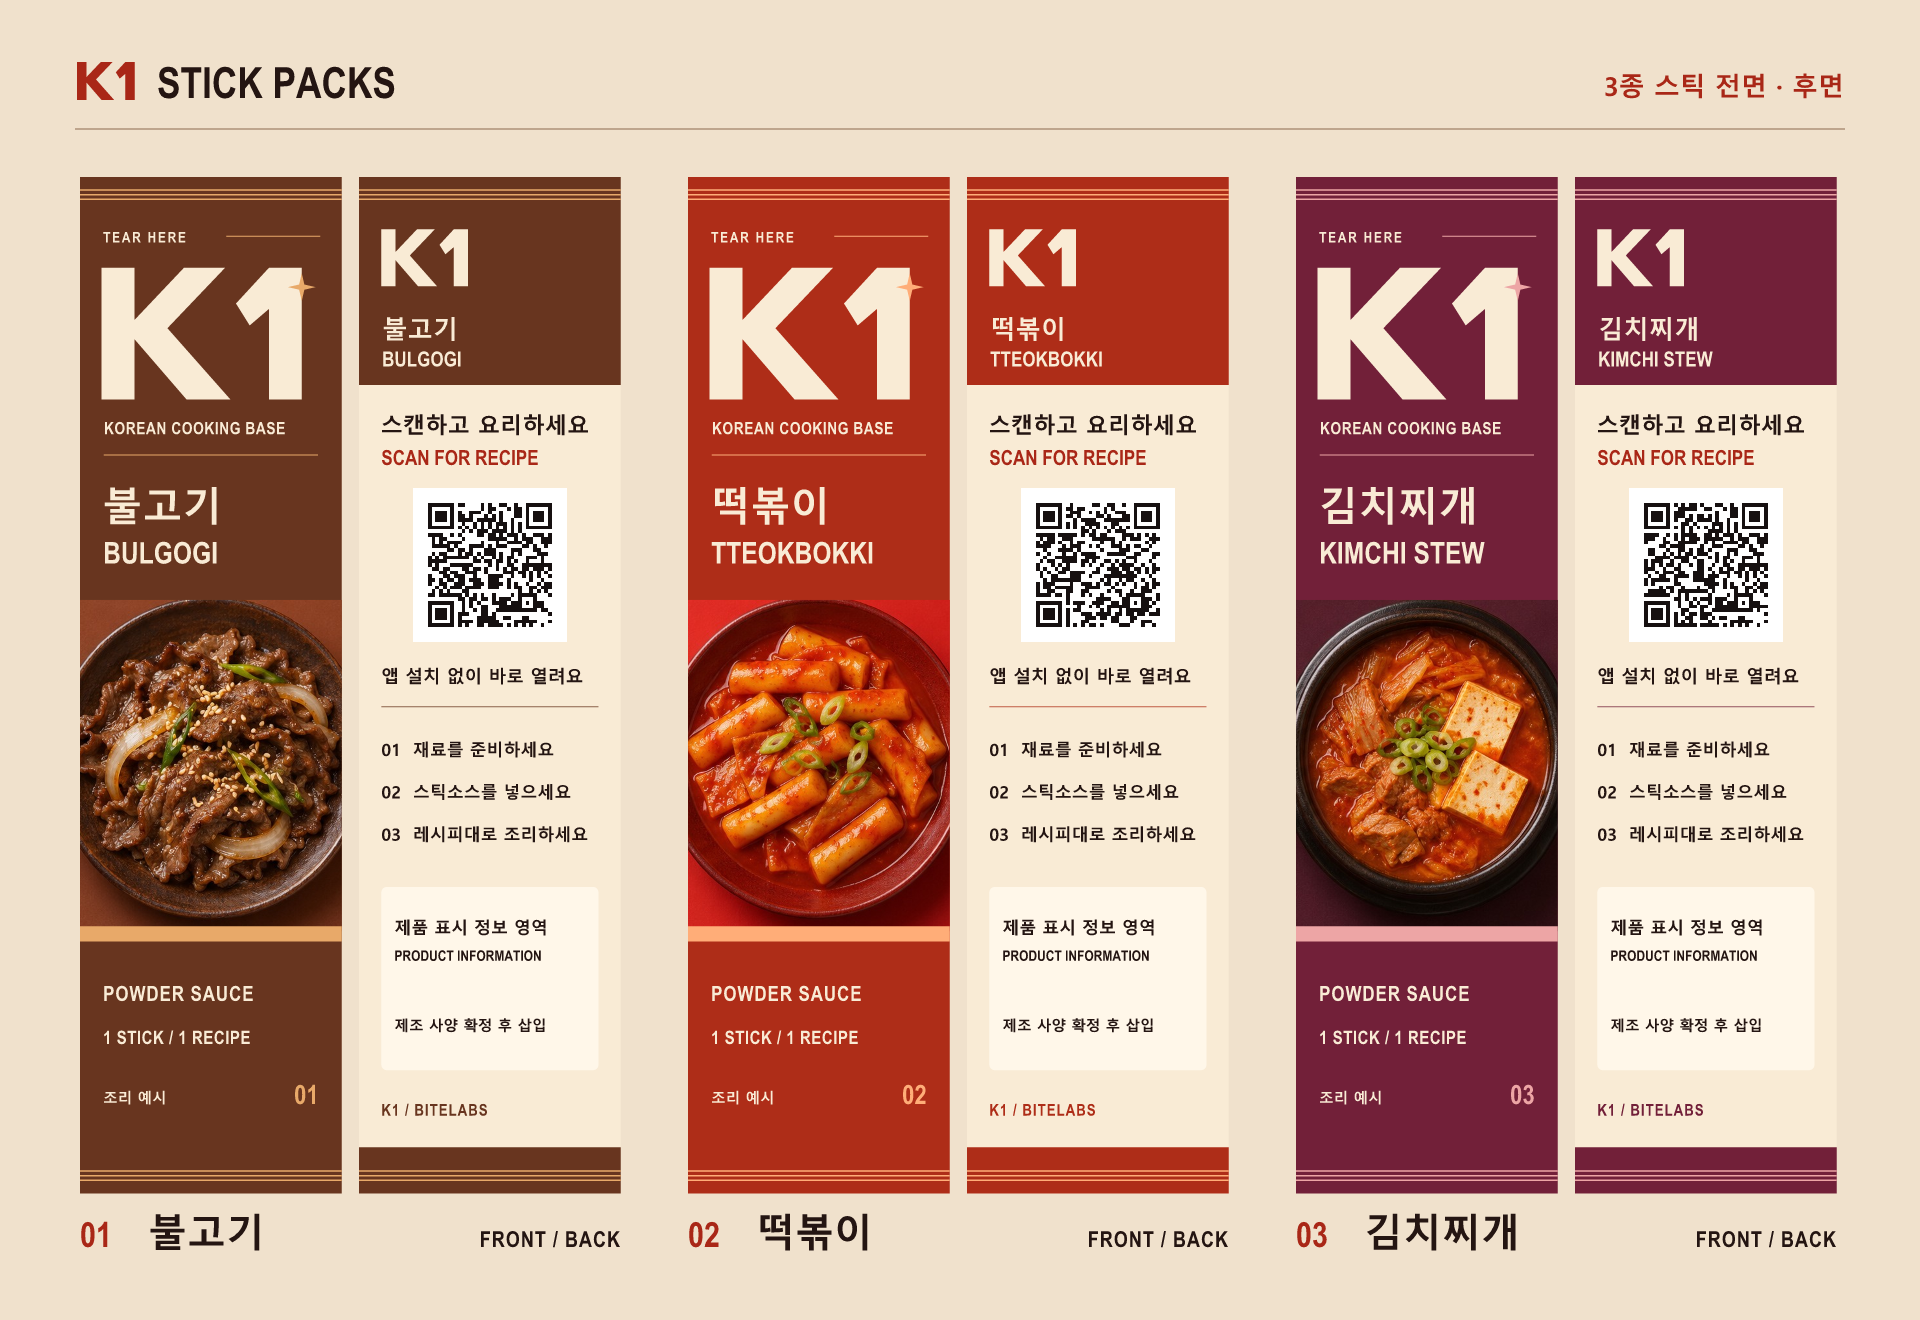 K1 STICK PACKS
3종 스틱 전면 · 후면
TEAR HERE
K1
KOREAN COOKING BASE
불고기
BULGOGI
POWDER SAUCE
1 STICK / 1 RECIPE
조리 예시
01
K1
불고기
BULGOGI
스캔하고 요리하세요
SCAN FOR RECIPE
앱 설치 없이 바로 열려요
01 재료를 준비하세요
02 스틱소스를 넣으세요
03 레시피대로 조리하세요
제품 표시 정보 영역
PRODUCT INFORMATION
제조 사양 확정 후 삽입
K1 / BITELABS
01 불고기
FRONT / BACK
TEAR HERE
K1
KOREAN COOKING BASE
떡볶이
TTEOKBOKKI
POWDER SAUCE
1 STICK / 1 RECIPE
조리 예시
02
K1
떡볶이
TTEOKBOKKI
스캔하고 요리하세요
SCAN FOR RECIPE
앱 설치 없이 바로 열려요
01 재료를 준비하세요
02 스틱소스를 넣으세요
03 레시피대로 조리하세요
제품 표시 정보 영역
PRODUCT INFORMATION
제조 사양 확정 후 삽입
K1 / BITELABS
02 떡볶이
FRONT / BACK
TEAR HERE
K1
KOREAN COOKING BASE
김치찌개
KIMCHI STEW
POWDER SAUCE
1 STICK / 1 RECIPE
조리 예시
03
K1
김치찌개
KIMCHI STEW
스캔하고 요리하세요
SCAN FOR RECIPE
앱 설치 없이 바로 열려요
01 재료를 준비하세요
02 스틱소스를 넣으세요
03 레시피대로 조리하세요
제품 표시 정보 영역
PRODUCT INFORMATION
제조 사양 확정 후 삽입
K1 / BITELABS
03 김치찌개
FRONT / BACK